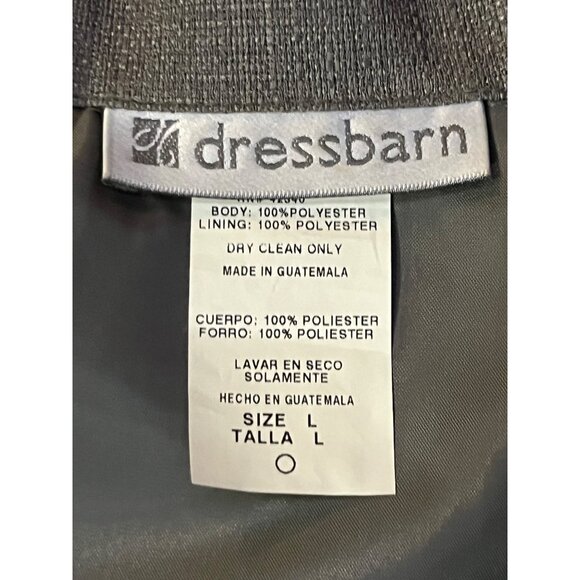 dressbarn
BODY: 100%POLYESTER
LINING: 100% POLYESTER
DRY CLEAN ONLY
MADE IN GUATEMALA
CUERPO: 100% POLIESTER
FORRO: 100% POLIESTER
LAVAR EN SECO
SOLAMENTE
HECHO EN GUATEMALA
SIZE L
TALLA L